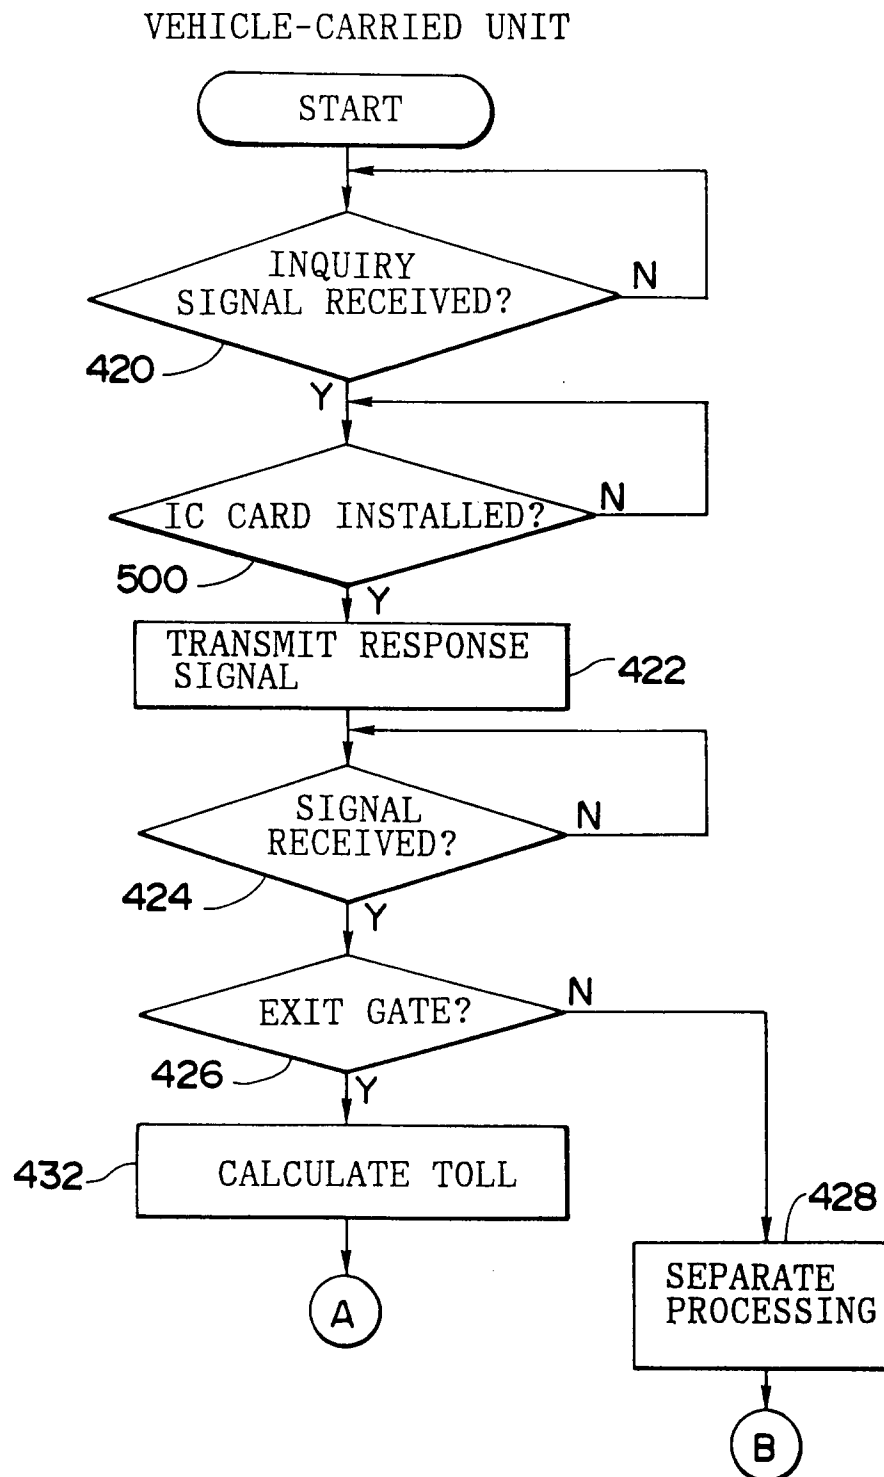 VEHICLE-CARRIED UNIT
START
INQUIRY
SIGNAL RECEIVED?
N
420
Y
IC CARD INSTALLED?
N
500
Y
TRANSMIT RESPONSE
SIGNAL
422
SIGNAL
RECEIVED?
N
424
Y
EXIT GATE?
N
426
Y
432
CALCULATE TOLL
428
SEPARATE
PROCESSING
A
B